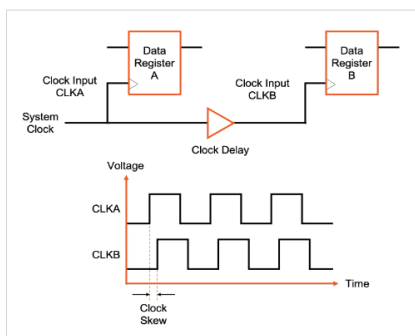 Data
Register
A
Data
Register
B
Clock Input
CLKA
Clock Input
CLKB
System
Clock
Clock Delay
Voltage
CLKA
CLKB
Time
Clock
Skew